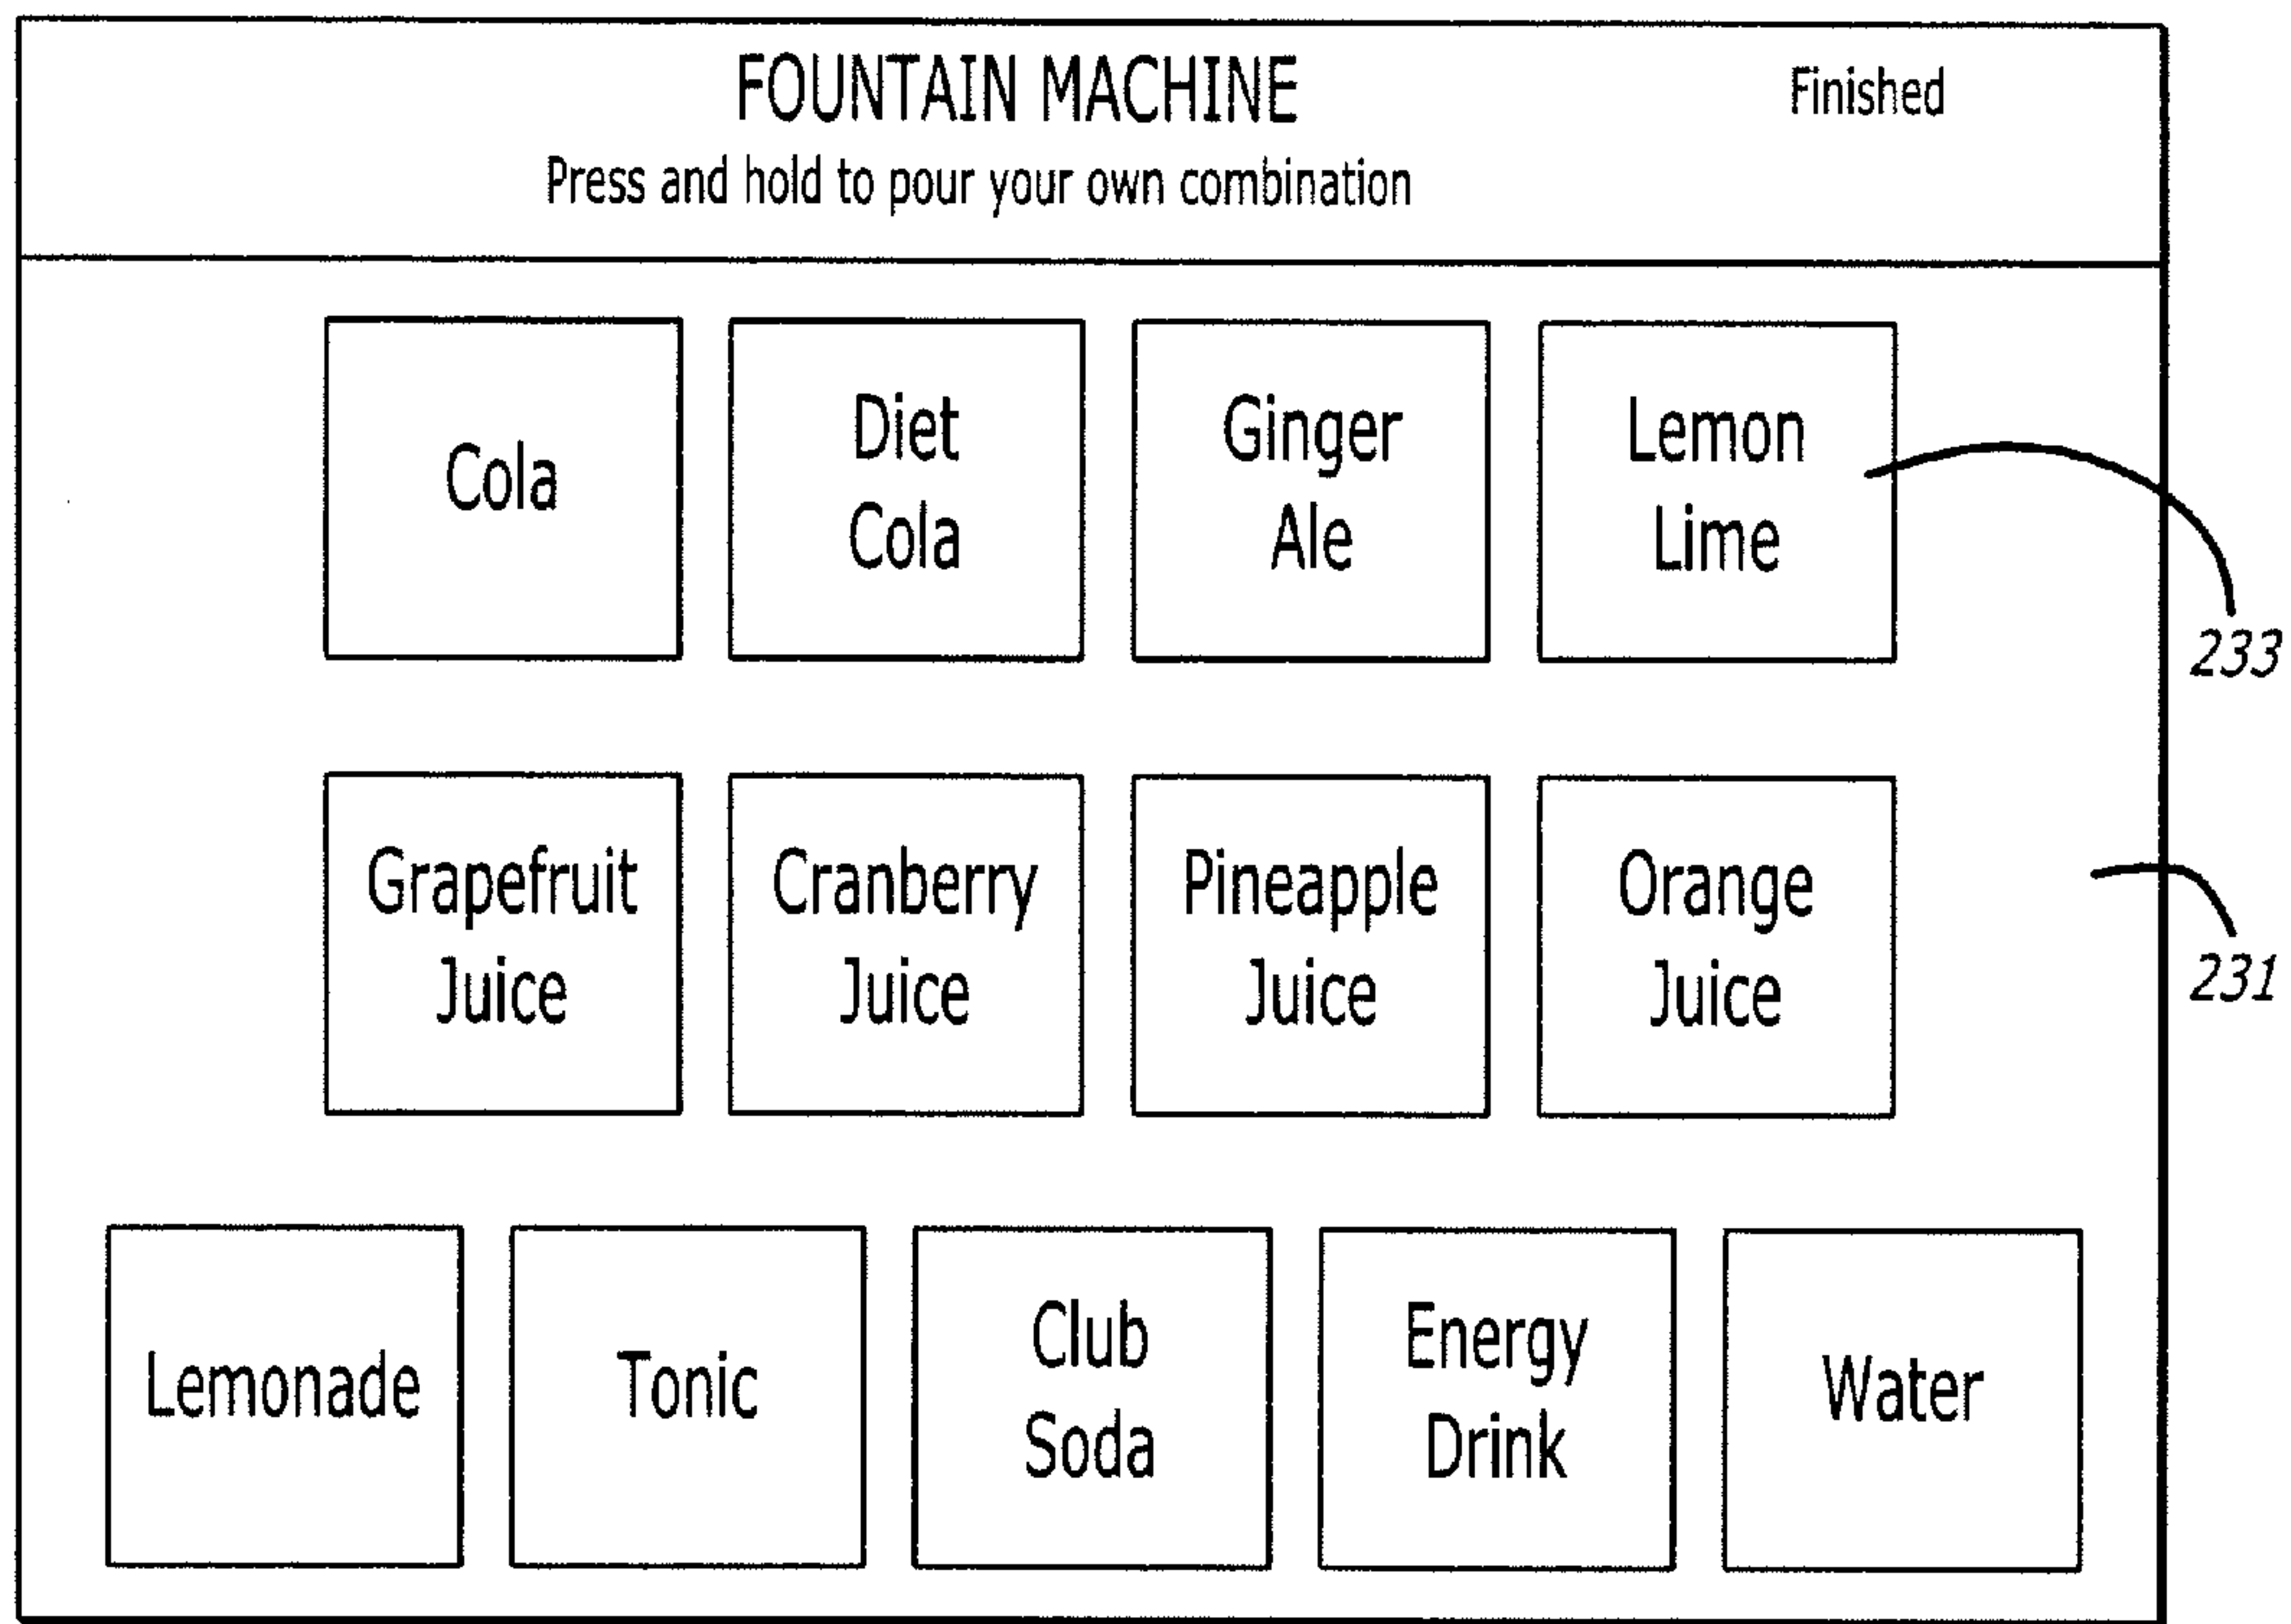 FOUNTAIN MACHINE
Finished
Press and hold to pour your own combination
Cola
Diet
Cola
Ginger
Ale
Lemon
Lime
233
Grapefruit
Juice
Cranberry
Juice
Pineapple
Juice
Orange
Juice
231
Lemonade
Tonic
Club
Soda
Energy
Drink
Water